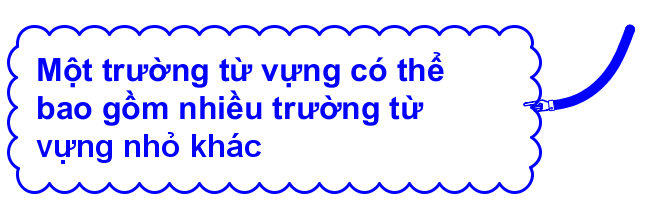 Một trường từ vựng có thể
bao gồm nhiều trường từ
vựng nhỏ khác